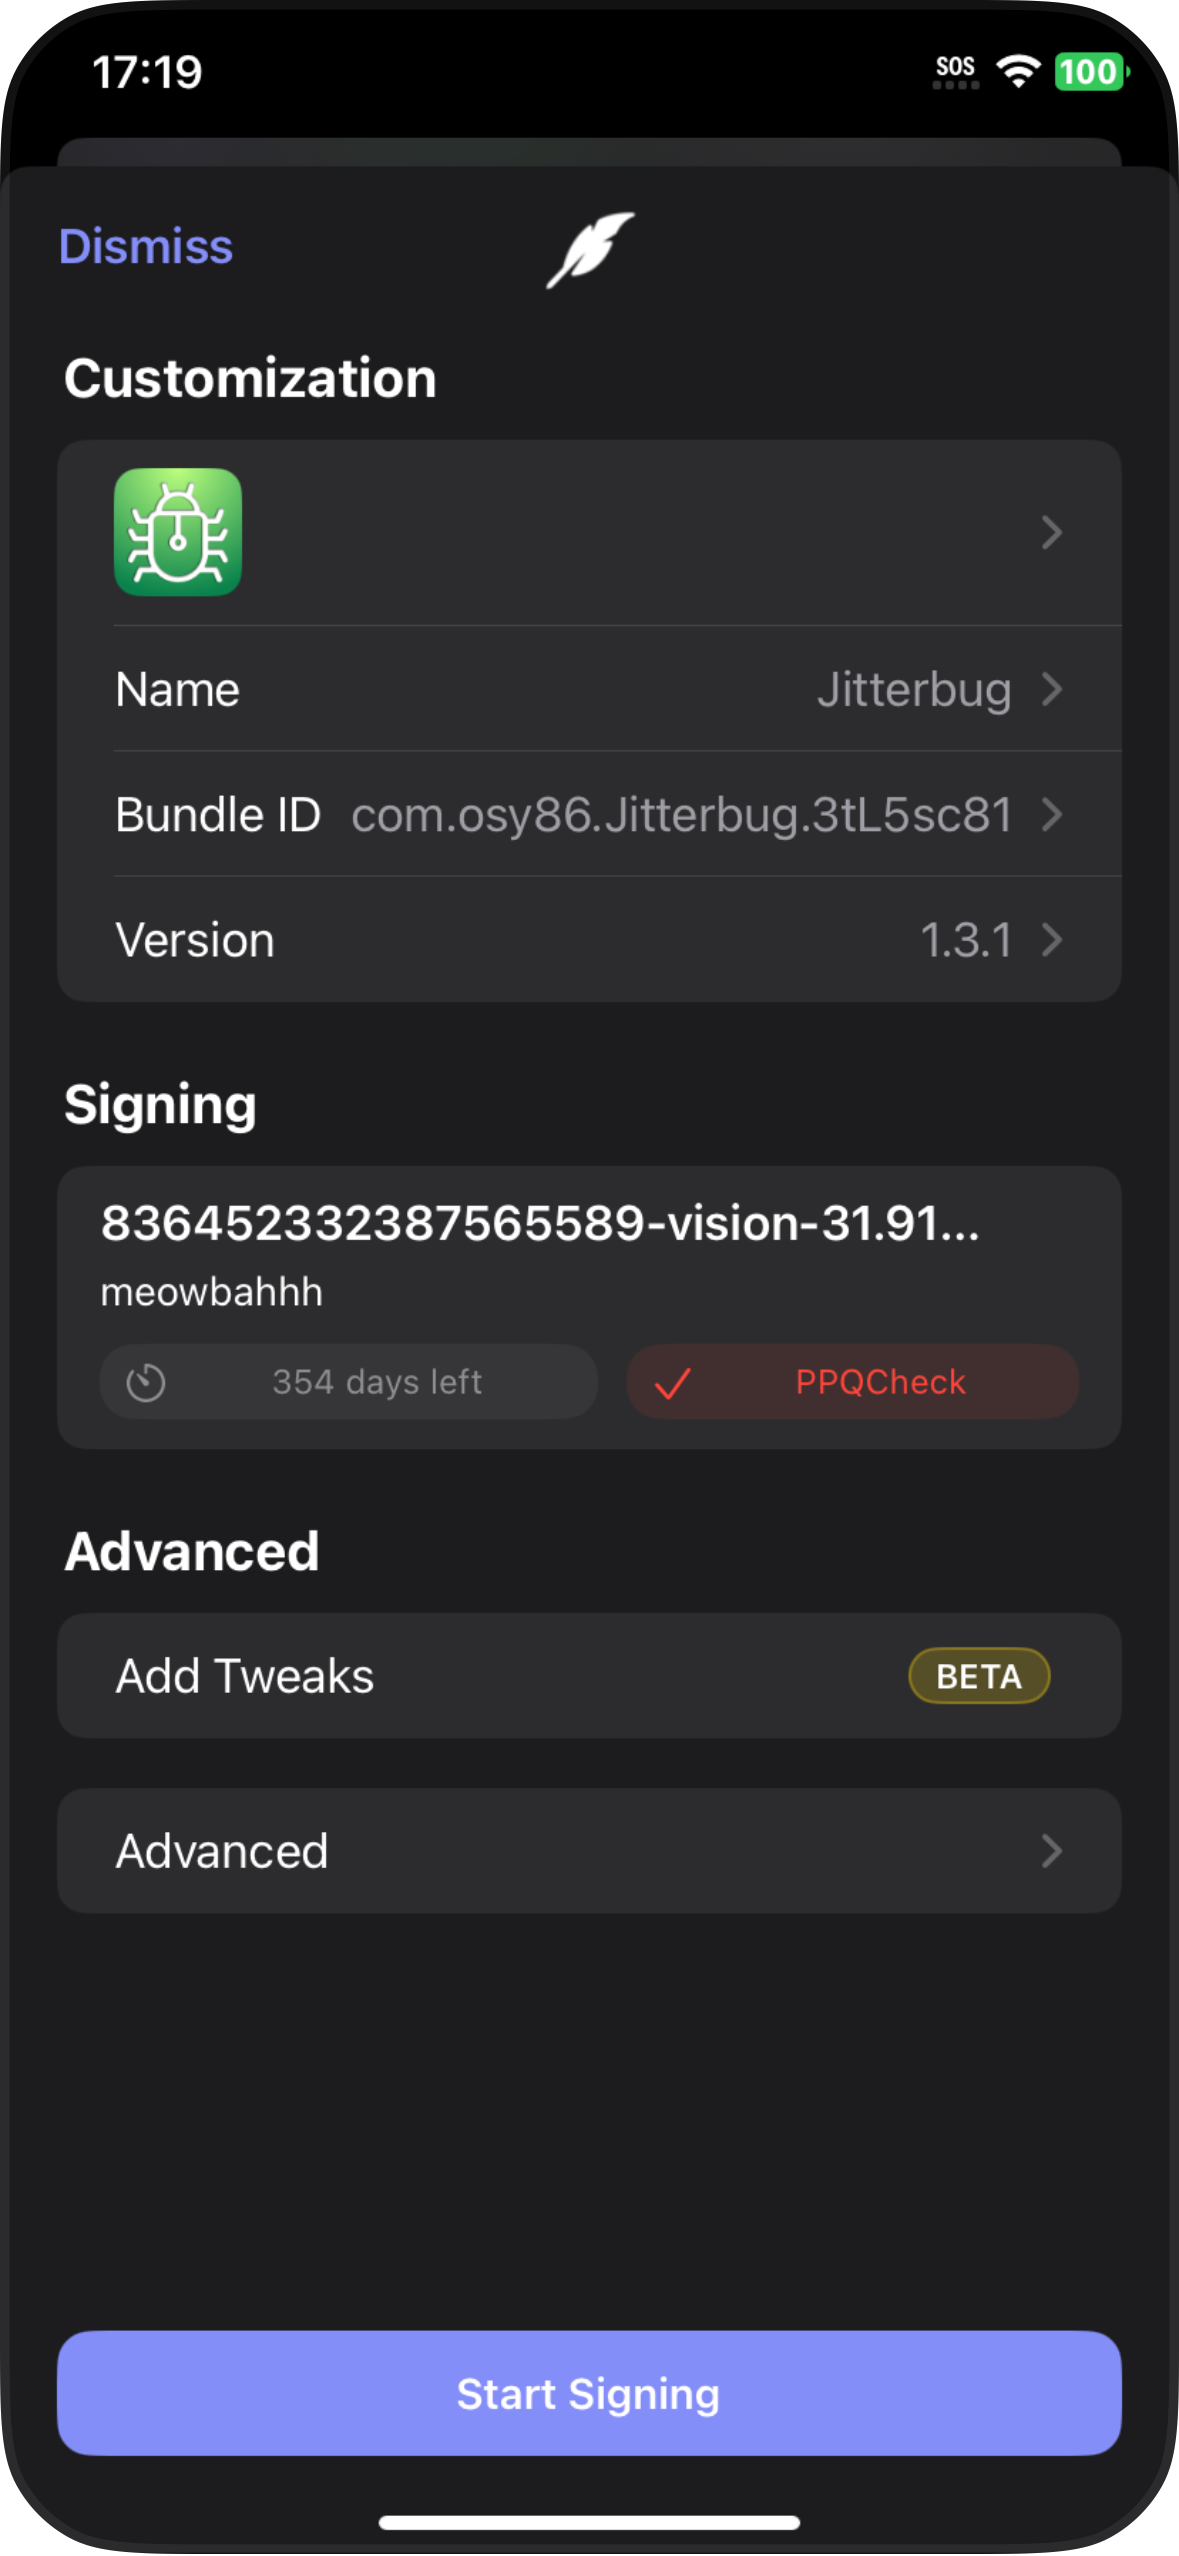 17:19
SOS
100
Dismiss
Customization
Name Jitterbug
Bundle ID com.osy86.Jitterbug.3tL5sc81
Version 1.3.1
Signing
836452332387565589-vision-31.91...
meowbahhh
354 days left PPQCheck
Advanced
Add Tweaks BETA
Advanced
Start Signing